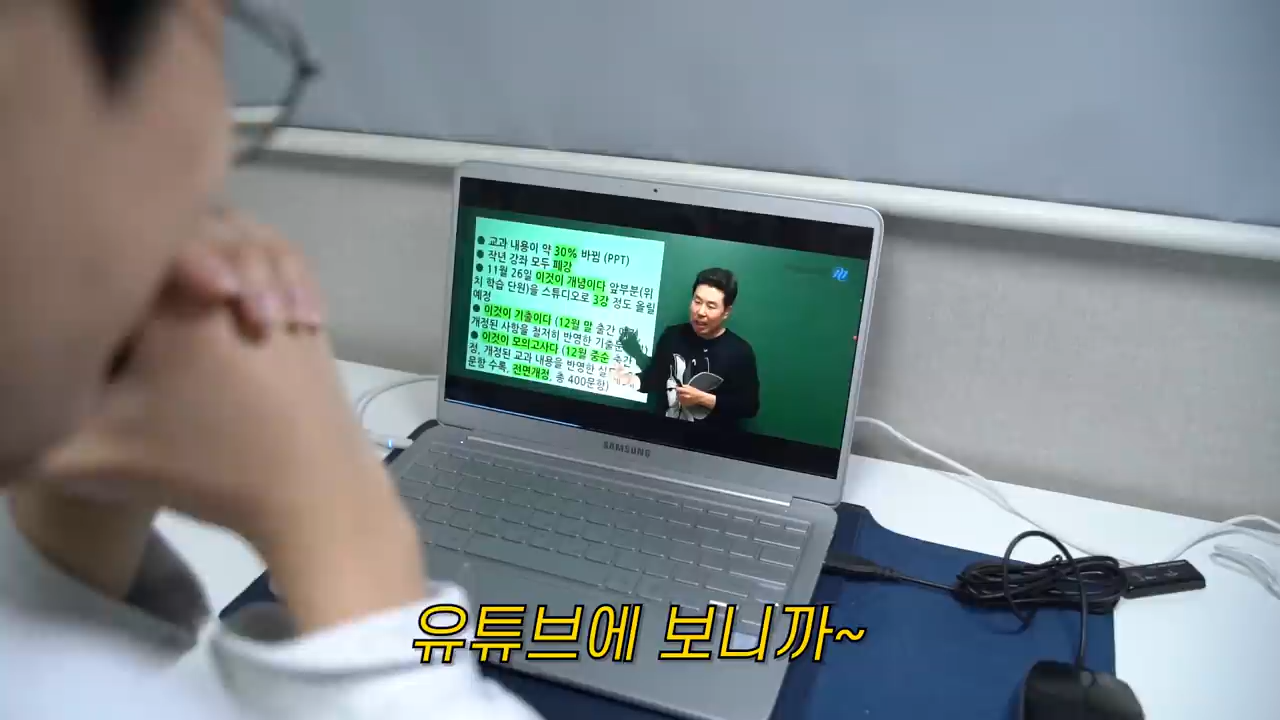 ● 교과 내용이 약 30% 바뀜 (PPT)
● 작년 강좌 모두 폐강
● 11월 26일 이것이 개념이다 앞부분(위
치 학습 단원)을 스튜디오로 3강 정도 올릴
예정
● 이것이 기출이다 (12월 말 출간
개정된 사항을 철저히 반영한 기출
● 이것이 모의고사다 (12월 중순 출간
정, 개정된 교과 내용을 반영한
문항 수록, 전면개정, 총 400문항)
SAMSUNG
유튜브에 보니까~